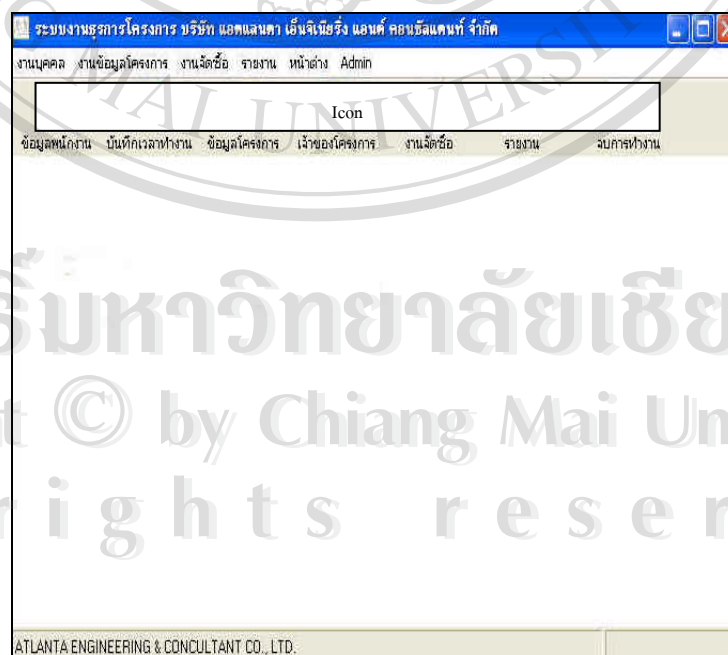 ระบบงานธุรการโครงการ บริษัท แอตแลนตา เอ็นจิเนียริ่ง แอนด์ คอนซัลแตนท์ จำกัด
งานบุคคล งานข้อมูลโครงการ งานจัดซื้อ รายงาน หน้าต่าง Admin
MAI UNIVERSIT
Icon
ข้อมูลพนักงาน บันทึกเวลาทำงาน ข้อมูลโครงการ เจ้าของโครงการ งานจัดซื้อ รายงาน จบการทำงาน
ธิ์มหาวิทยาลัยเชีย
t © by Chiang Mai Un
rights reser
ATLANTA ENGINEERING & CONCULTANT CO., LTD.